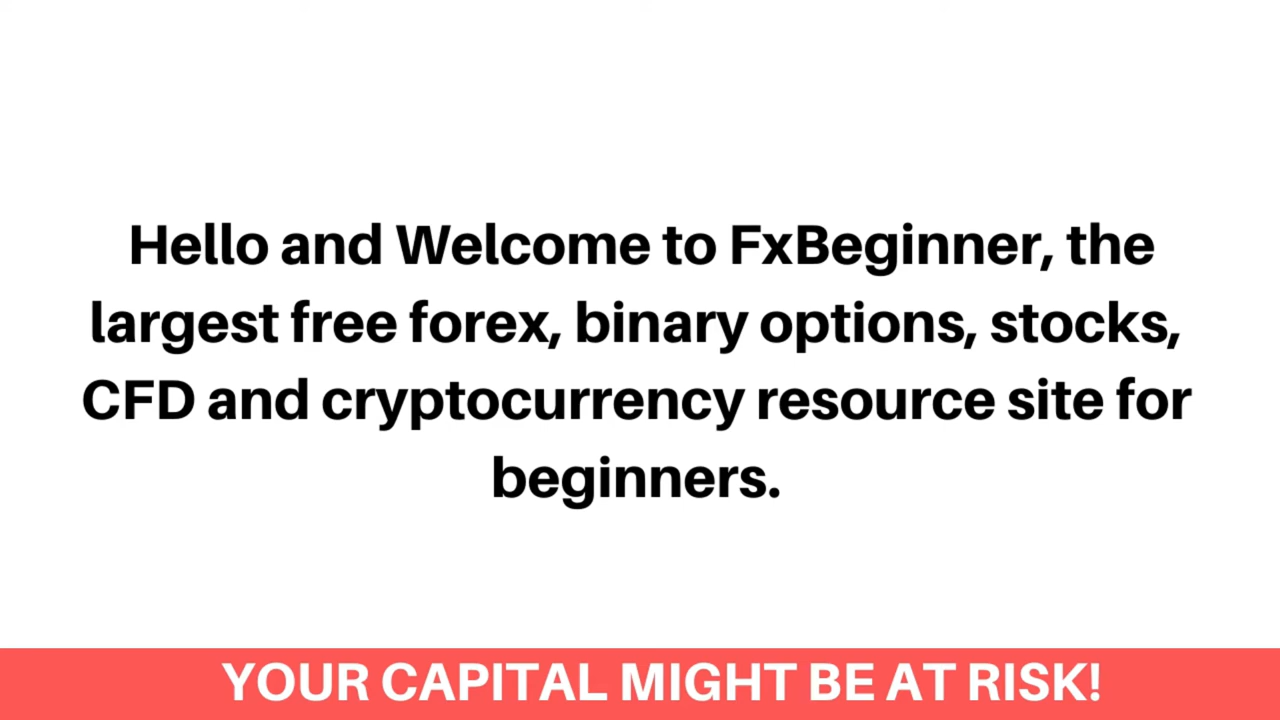 Hello and Welcome to FxBeginner, the
largest free forex, binary options, stocks,
CFD and cryptocurrency resource site for
beginners.
YOUR CAPITAL MIGHT BE AT RISK!